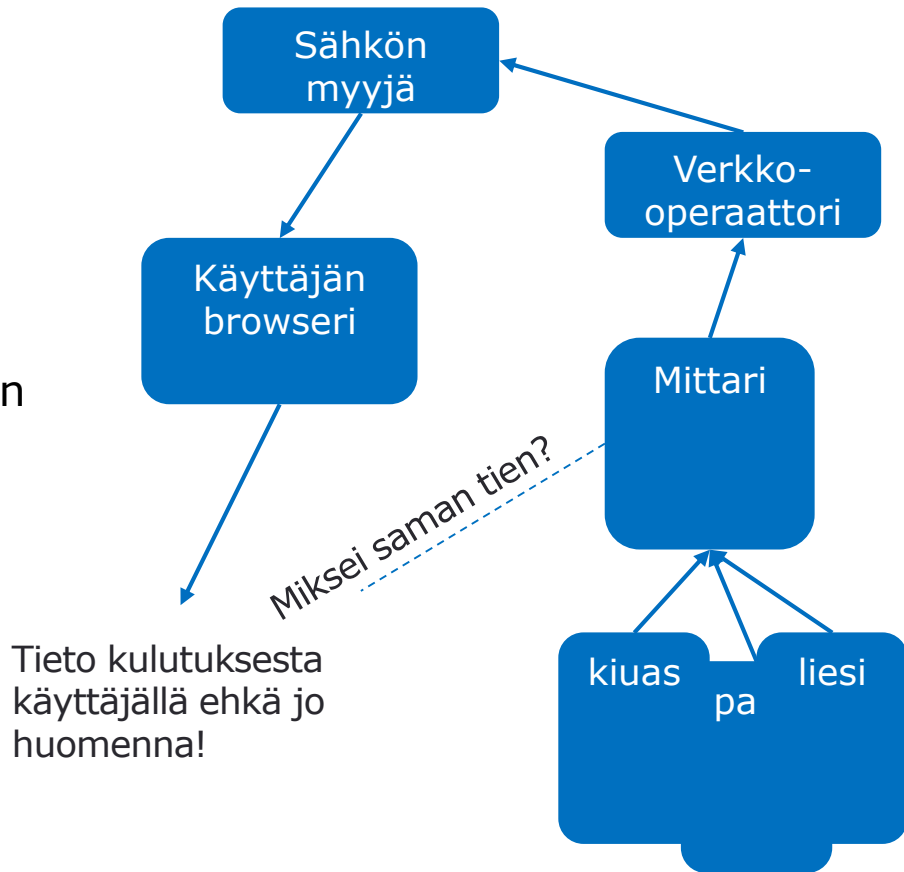 Sähkön
myyjä
Verkko-
operaattori
Käyttäjän
browseri
Mittari
n
Miksei saman tien?
Tieto kulutuksesta
käyttäjällä ehkä jo
huomenna!
kiuas
pa
liesi